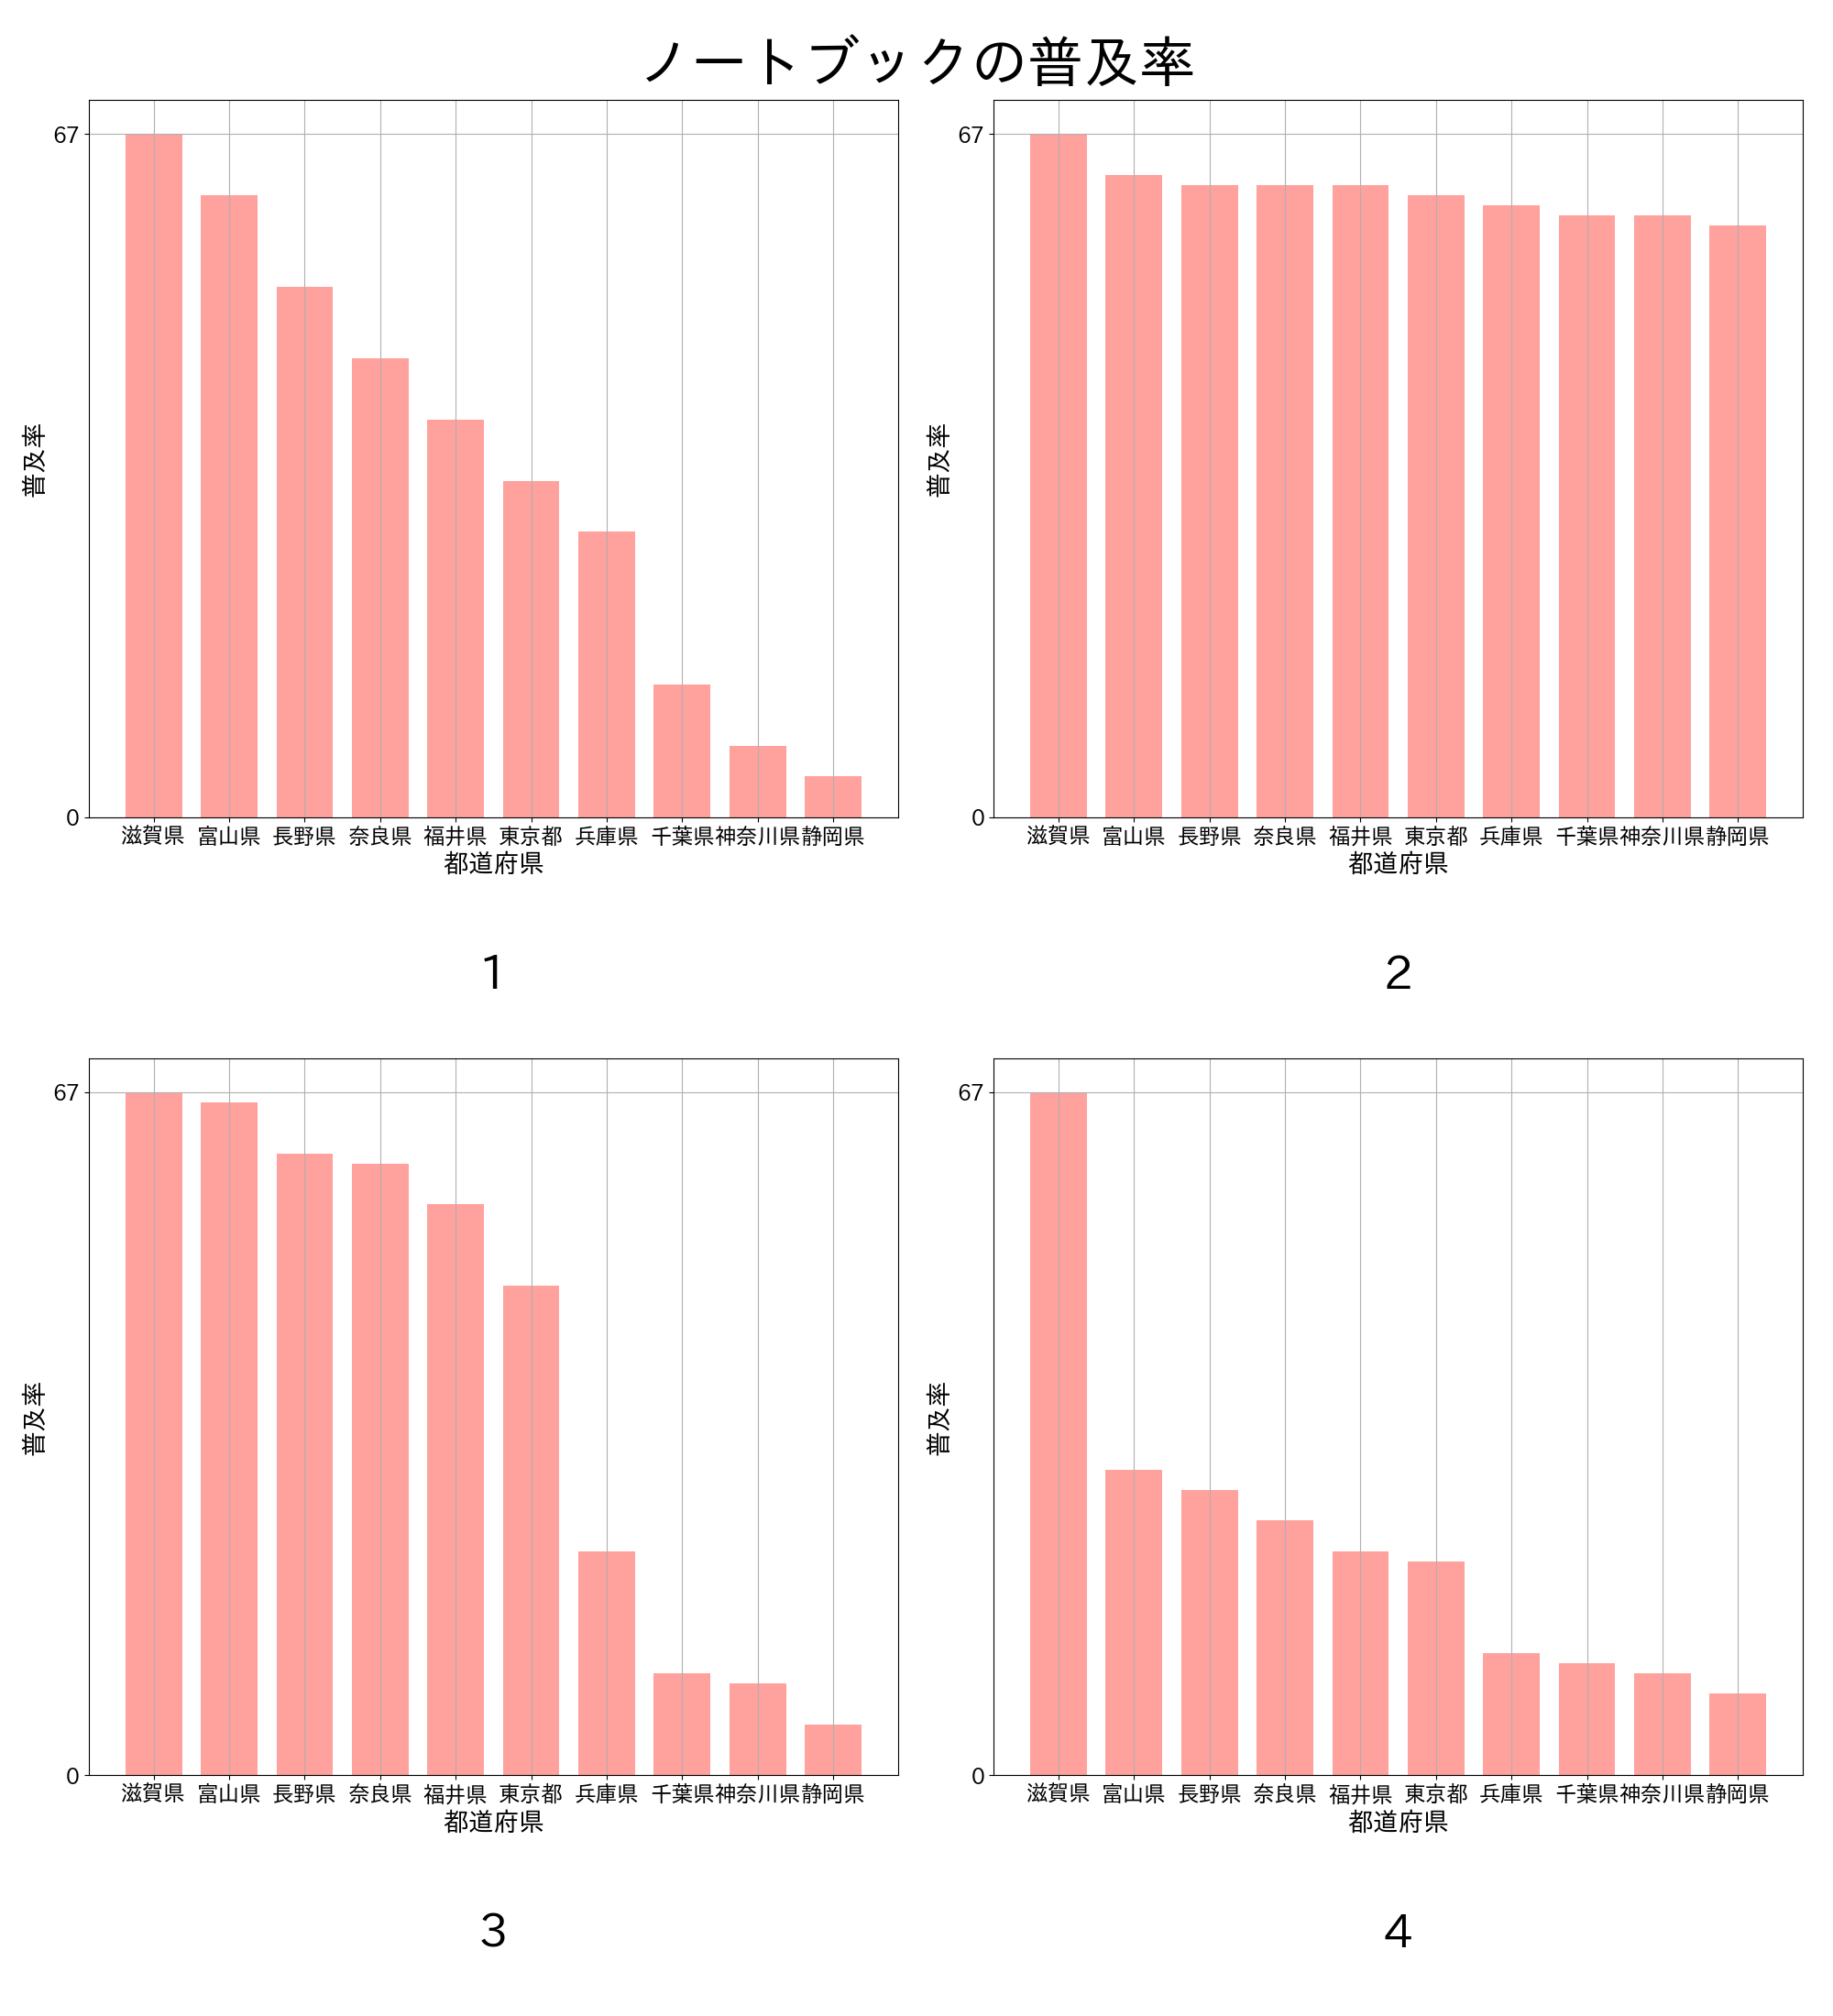 ノートブックの普及率
67
0
普及率
滋賀県 富山県 長野県 奈良県 福井県 東京都 兵庫県 千葉県 神奈川県 静岡県
都道府県
1
67
0
普及率
滋賀県 富山県 長野県 奈良県 福井県 東京都 兵庫県 千葉県 神奈川県 静岡県
都道府県
2
67
0
普及率
滋賀県 富山県 長野県 奈良県 福井県 東京都 兵庫県 千葉県 神奈川県 静岡県
都道府県
3
67
0
普及率
滋賀県 富山県 長野県 奈良県 福井県 東京都 兵庫県 千葉県 神奈川県 静岡県
都道府県
4